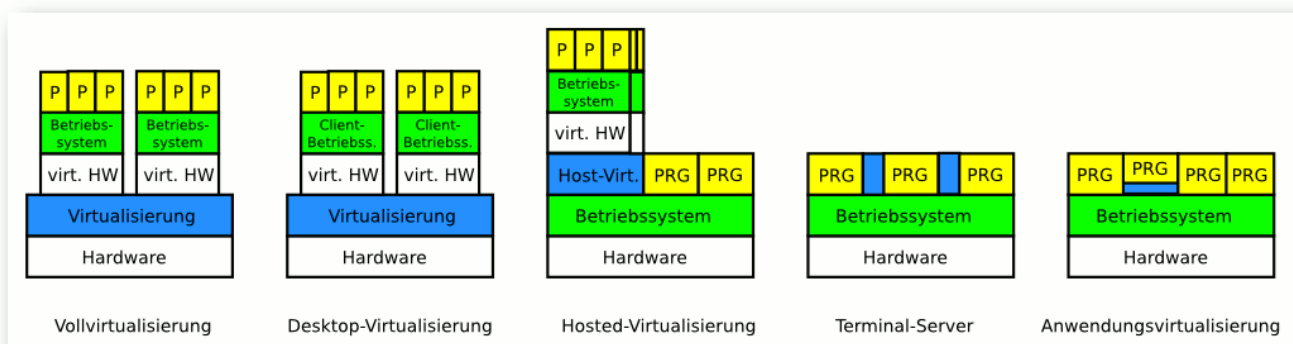 P P P
Betriebs-
system
virt. HW
P P P
Betriebs-
system
virt. HW
Virtualisierung
Hardware
Vollvirtualisierung
P P P
Client-
Betriebss.
virt. HW
P P P
Client-
Betriebss.
virt. HW
Virtualisierung
Hardware
Desktop-Virtualisierung
P P P
Betriebs-
system
virt. HW
Host-Virt. PRG PRG
Betriebssystem
Hardware
Hosted-Virtualisierung
PRG PRG PRG
Betriebssystem
Hardware
Terminal-Server
PRG PRG PRG PRG
Betriebssystem
Hardware
Anwendungsvirtualisierung